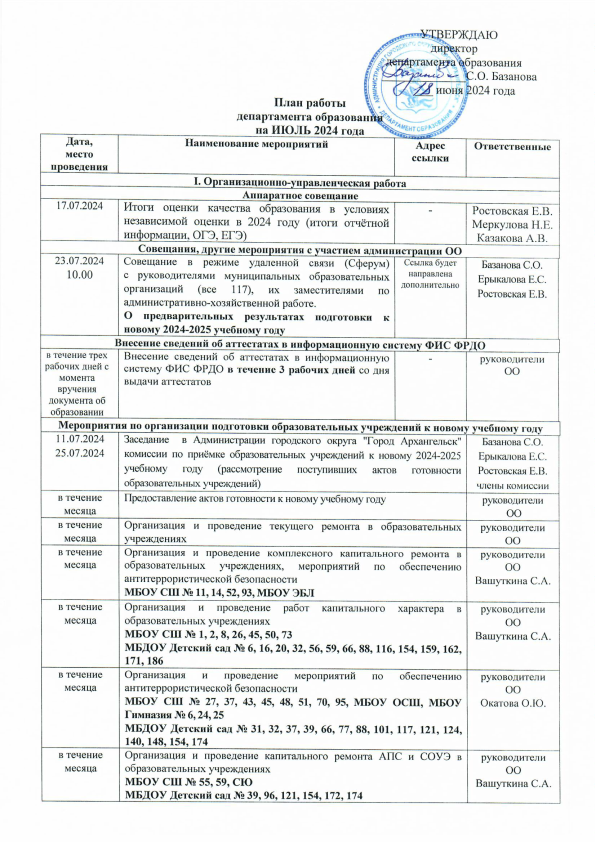 УТВЕРЖДАЮ
директор
департамента образования
С.О. Базанова
18 июня 2024 года
План работы
департамента образования
на ИЮЛЬ 2024 года
Дата,
место
проведения
Наименование мероприятий
Адрес
ссылки
Ответственные
I. Организационно-управленческая работа
Аппаратное совещание
17.07.2024
Итоги оценки качества образования в условиях
независимой оценки в 2024 году (итоги отчётной
информации, ОГЭ, ЕГЭ)
-
Ростовская Е.В.
Меркулова Н.Е.
Казакова А.В.
Совещания, другие мероприятия с участием администрации ОО
23.07.2024
10.00
Совещание в режиме удаленной связи (Сферум)
с руководителями муниципальных образовательных
организаций (все 117), их заместителями по
административно-хозяйственной работе.
О предварительных результатах подготовки к
новому 2024-2025 учебному году
Ссылка будет
направлена
дополнительно
Базанова С.О.
Ерыкалова Е.С.
Ростовская Е.В.
Внесение сведений об аттестатах в информационную систему ФИС ФРДО
в течение трех
рабочих дней с
момента
вручения
документа об
образовании
Внесение сведений об аттестатах в информационную
систему ФИС ФРДО в течение 3 рабочих дней со дня
выдачи аттестатов
-
руководители
ОО
Мероприятия по организации подготовки образовательных учреждений к новому учебному году
11.07.2024
25.07.2024
Заседание в Администрации городского округа "Город Архангельск"
комиссии по приёмке образовательных учреждений к новому 2024-2025
учебному году (рассмотрение поступивших актов готовности
образовательных учреждений)
Базанова С.О.
Ерыкалова Е.С.
Ростовская Е.В.
члены комиссии
в течение
месяца
Предоставление актов готовности к новому учебному году
руководители
ОО
в течение
месяца
Организация и проведение текущего ремонта в образовательных
учреждениях
руководители
ОО
в течение
месяца
Организация и проведение комплексного капитального ремонта в
образовательных учреждениях, мероприятий по обеспечению
антитеррористической безопасности
МБОУ СШ № 11, 14, 52, 93, МБОУ ЭБЛ
руководители
ОО
Вашуткина С.А.
в течение
месяца
Организация и проведение работ капитального характера в
образовательных учреждениях
МБОУ СШ № 1, 2, 8, 26, 45, 50, 73
МБДОУ Детский сад № 6, 16, 20, 32, 56, 59, 66, 88, 116, 154, 159, 162,
171, 186
руководители
ОО
Вашуткина С.А.
в течение
месяца
Организация и проведение мероприятий по обеспечению
антитеррористической безопасности
МБОУ СШ № 27, 37, 43, 45, 48, 51, 70, 95, МБОУ ОСШ, МБОУ
Гимназия № 6, 24, 25
МБДОУ Детский сад № 31, 32, 37, 39, 66, 77, 88, 101, 117, 121, 124,
140, 148, 154, 174
руководители
ОО
Окатова О.Ю.
в течение
месяца
Организация и проведение капитального ремонта АПС и СОУЭ в
образовательных учреждениях
МБОУ СШ № 55, 59, СЮ
МБДОУ Детский сад № 39, 96, 121, 154, 172, 174
руководители
ОО
Вашуткина С.А.